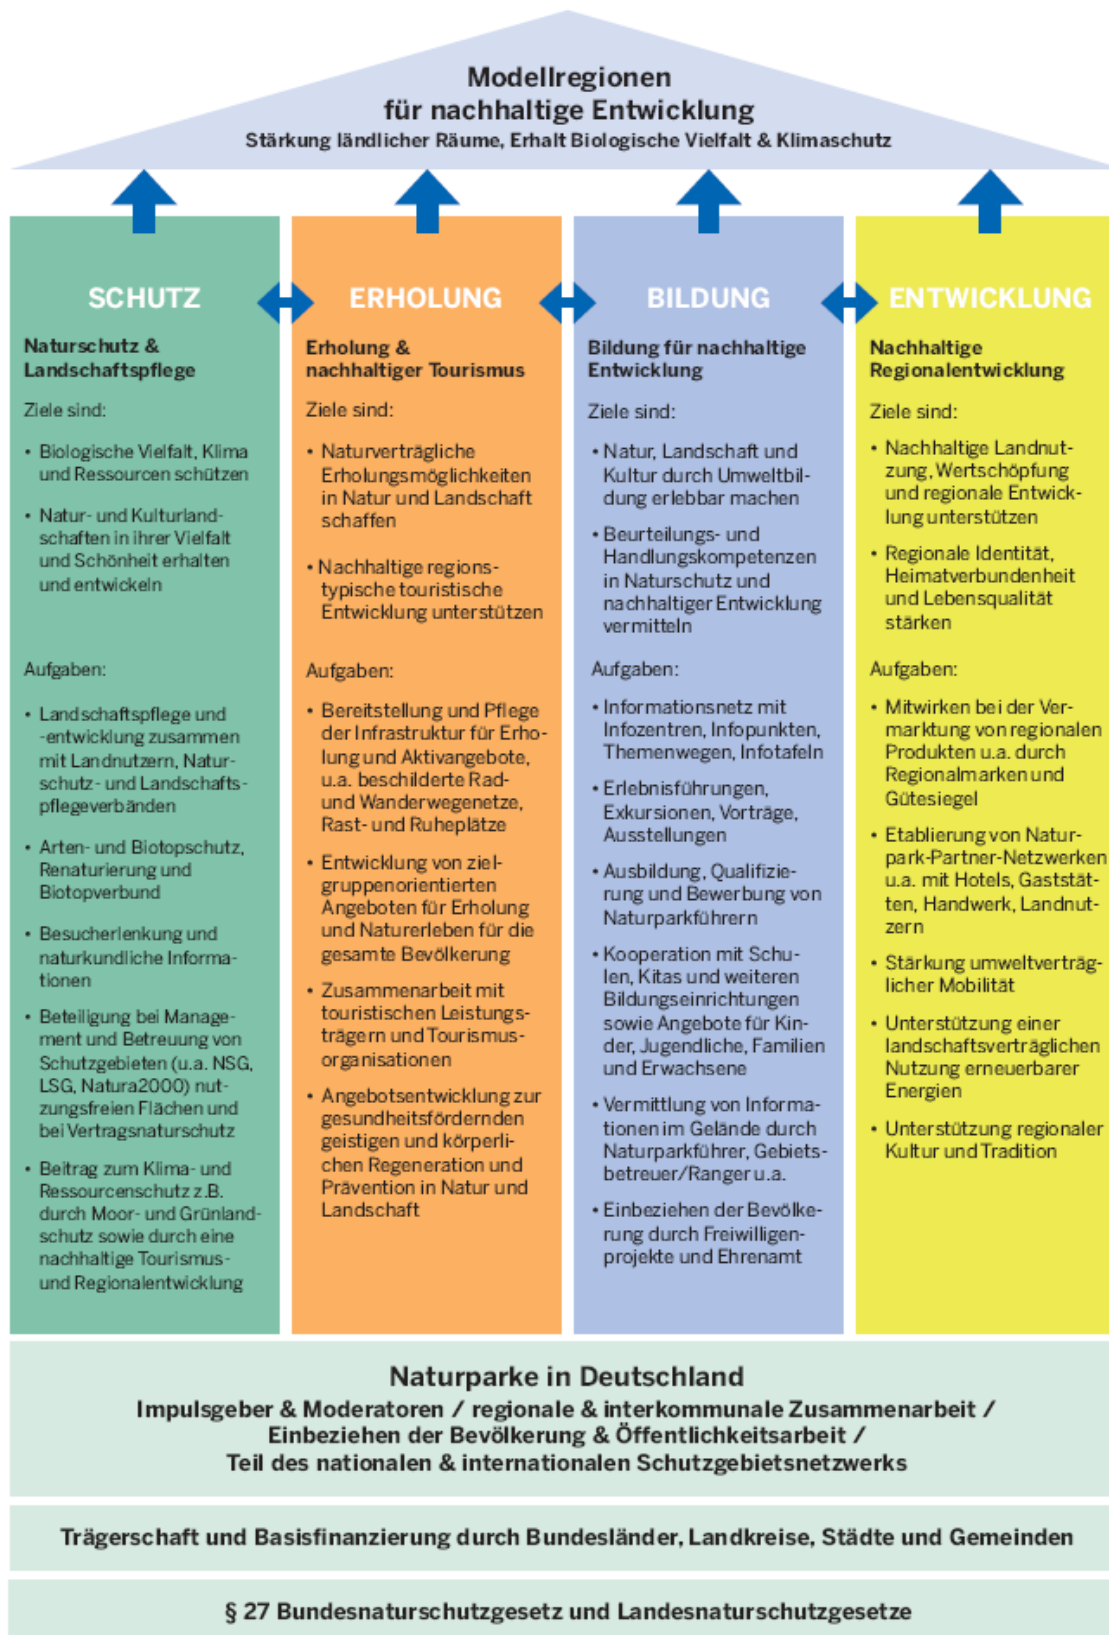 Modellregionen
für nachhaltige Entwicklung
Stärkung ländlicher Räume, Erhalt Biologische Vielfalt & Klimaschutz
SCHUTZ
Naturschutz &
Landschaftspflege
Ziele sind:
• Biologische Vielfalt, Klima
und Ressourcen schützen
• Natur- und Kulturland-
schaften in ihrer Vielfalt
und Schönheit erhalten
und entwickeln
Aufgaben:
• Landschaftspflege und
-entwicklung zusammen
mit Landnutzern, Natur-
schutz- und Landschafts-
pflegeverbänden
• Arten- und Biotopschutz,
Renaturierung und
Biotopverbund
• Besucherlenkung und
naturkundliche Informa-
tionen
• Beteiligung bei Manage-
ment und Betreuung von
Schutzgebieten (u.a. NSG,
LSG, Natura2000) nut-
zungsfreien Flächen und
bei Vertragsnaturschutz
• Beitrag zum Klima- und
Ressourcenschutz z.B.
durch Moor- und Grünland-
schutz sowie durch eine
nachhaltige Tourismus-
und Regionalentwicklung
ERHOLUNG
Erholung &
nachhaltiger Tourismus
Ziele sind:
• Naturverträgliche
Erholungsmöglichkeiten
in Natur und Landschaft
schaffen
• Nachhaltige regions-
typische touristische
Entwicklung unterstützen
Aufgaben:
• Bereitstellung und Pflege
der Infrastruktur für Erho-
lung und Aktivangebote,
u.a. beschilderte Rad-
und Wanderwegenetze,
Rast- und Ruheplätze
• Entwicklung von ziel-
gruppenorientierten
Angeboten für Erholung
und Naturerleben für die
gesamte Bevölkerung
• Zusammenarbeit mit
touristischen Leistungs-
trägern und Tourismus-
organisationen
• Angebotsentwicklung zur
gesundheitsfördernden
geistigen und körperli-
chen Regeneration und
Prävention in Natur und
Landschaft
BILDUNG
Bildung für nachhaltige
Entwicklung
Ziele sind:
• Natur, Landschaft und
Kultur durch Umweltbil-
dung erlebbar machen
• Beurteilungs- und
Handlungskompetenzen
in Naturschutz und
nachhaltiger Entwicklung
vermitteln
Aufgaben:
• Informationsnetz mit
Infozentren, Infopunkten,
Themenwegen, Infotafeln
• Erlebnisführungen,
Exkursionen, Vorträge,
Ausstellungen
• Ausbildung, Qualifizie-
rung und Bewerbung von
Naturparkführern
• Kooperation mit Schu-
len, Kitas und weiteren
Bildungseinrichtungen
sowie Angebote für Kin-
der, Jugendliche, Familien
und Erwachsene
• Vermittlung von Informa-
tionen im Gelände durch
Naturparkführer, Gebiets-
betreuer/Ranger u.a.
• Einbeziehen der Bevölke-
rung durch Freiwilligen-
projekte und Ehrenamt
ENTWICKLUNG
Nachhaltige
Regionalentwicklung
Ziele sind:
• Nachhaltige Landnut-
zung, Wertschöpfung
und regionale Entwick-
lung unterstützen
• Regionale Identität,
Heimatverbundenheit
und Lebensqualität
stärken
Aufgaben:
• Mitwirken bei der Ver-
marktung von regionalen
Produkten u.a. durch
Regionalmarken und
Gütesiegel
• Etablierung von Natur-
park-Partner-Netzwerken
u.a. mit Hotels, Gaststät-
ten, Handwerk, Landnut-
zern
• Stärkung umweltverträg-
licher Mobilität
• Unterstützung einer
landschaftsverträglichen
Nutzung erneuerbarer
Energien
• Unterstützung regionaler
Kultur und Tradition
Naturparke in Deutschland
Impulsgeber & Moderatoren / regionale & interkommunale Zusammenarbeit /
Einbeziehen der Bevölkerung & Öffentlichkeitsarbeit /
Teil des nationalen & internationalen Schutzgebietsnetzwerks
Trägerschaft und Basisfinanzierung durch Bundesländer, Landkreise, Städte und Gemeinden
§ 27 Bundesnaturschutzgesetz und Landesnaturschutzgesetze